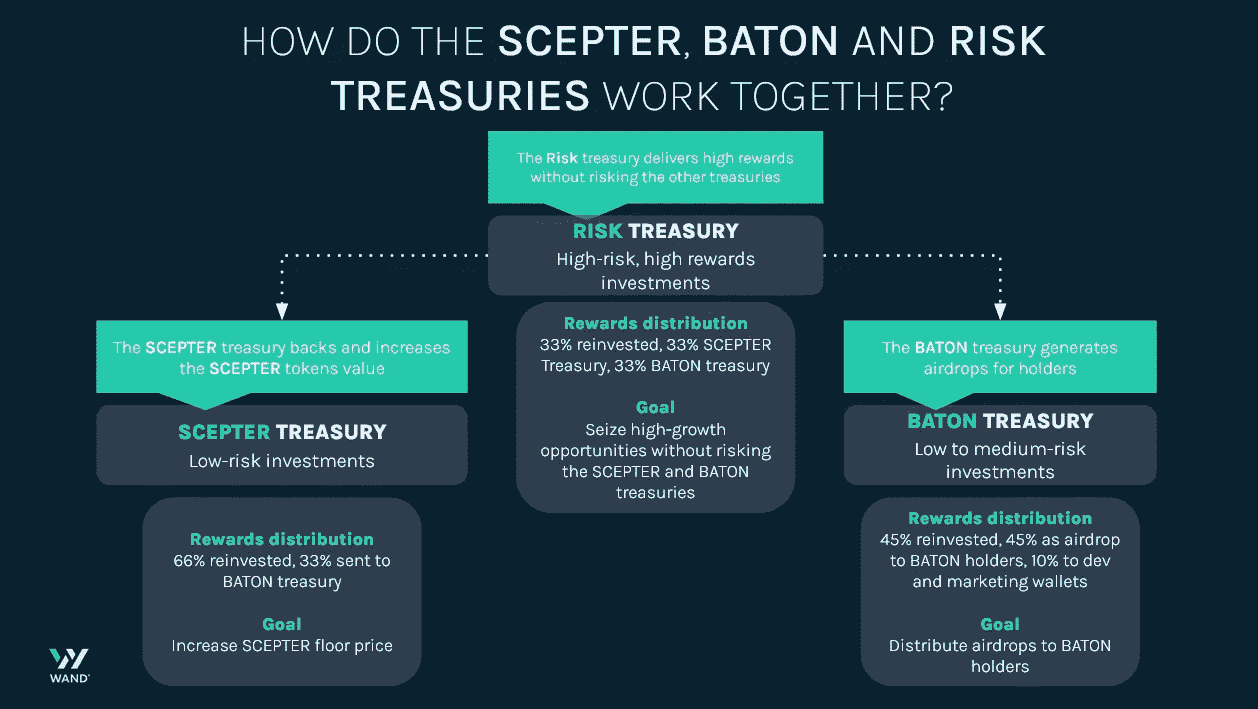 HOW DO THE SCEPTER, BATON AND RISK
TREASURIES WORK TOGETHER?
The Risk treasury delivers high rewards
without risking the other treasuries
RISK TREASURY
High-risk, high rewards
investments
Rewards distribution
33% reinvested, 33% SCEPTER
Treasury, 33% BATON treasury
Goal
Seize high-growth
opportunities without risking
the SCEPTER and BATON
treasuries
The SCEPTER treasury backs and increases
the SCEPTER tokens value
SCEPTER TREASURY
Low-risk investments
Rewards distribution
66% reinvested, 33% sent to
BATON treasury
Goal
Increase SCEPTER floor price
The BATON treasury generates
airdrops for holders
BATON TREASURY
Low to medium-risk
investments
Rewards distribution
45% reinvested, 45% as airdrop
to BATON holders, 10% to dev
and marketing wallets
Goal
Distribute airdrops to BATON
holders
WAND